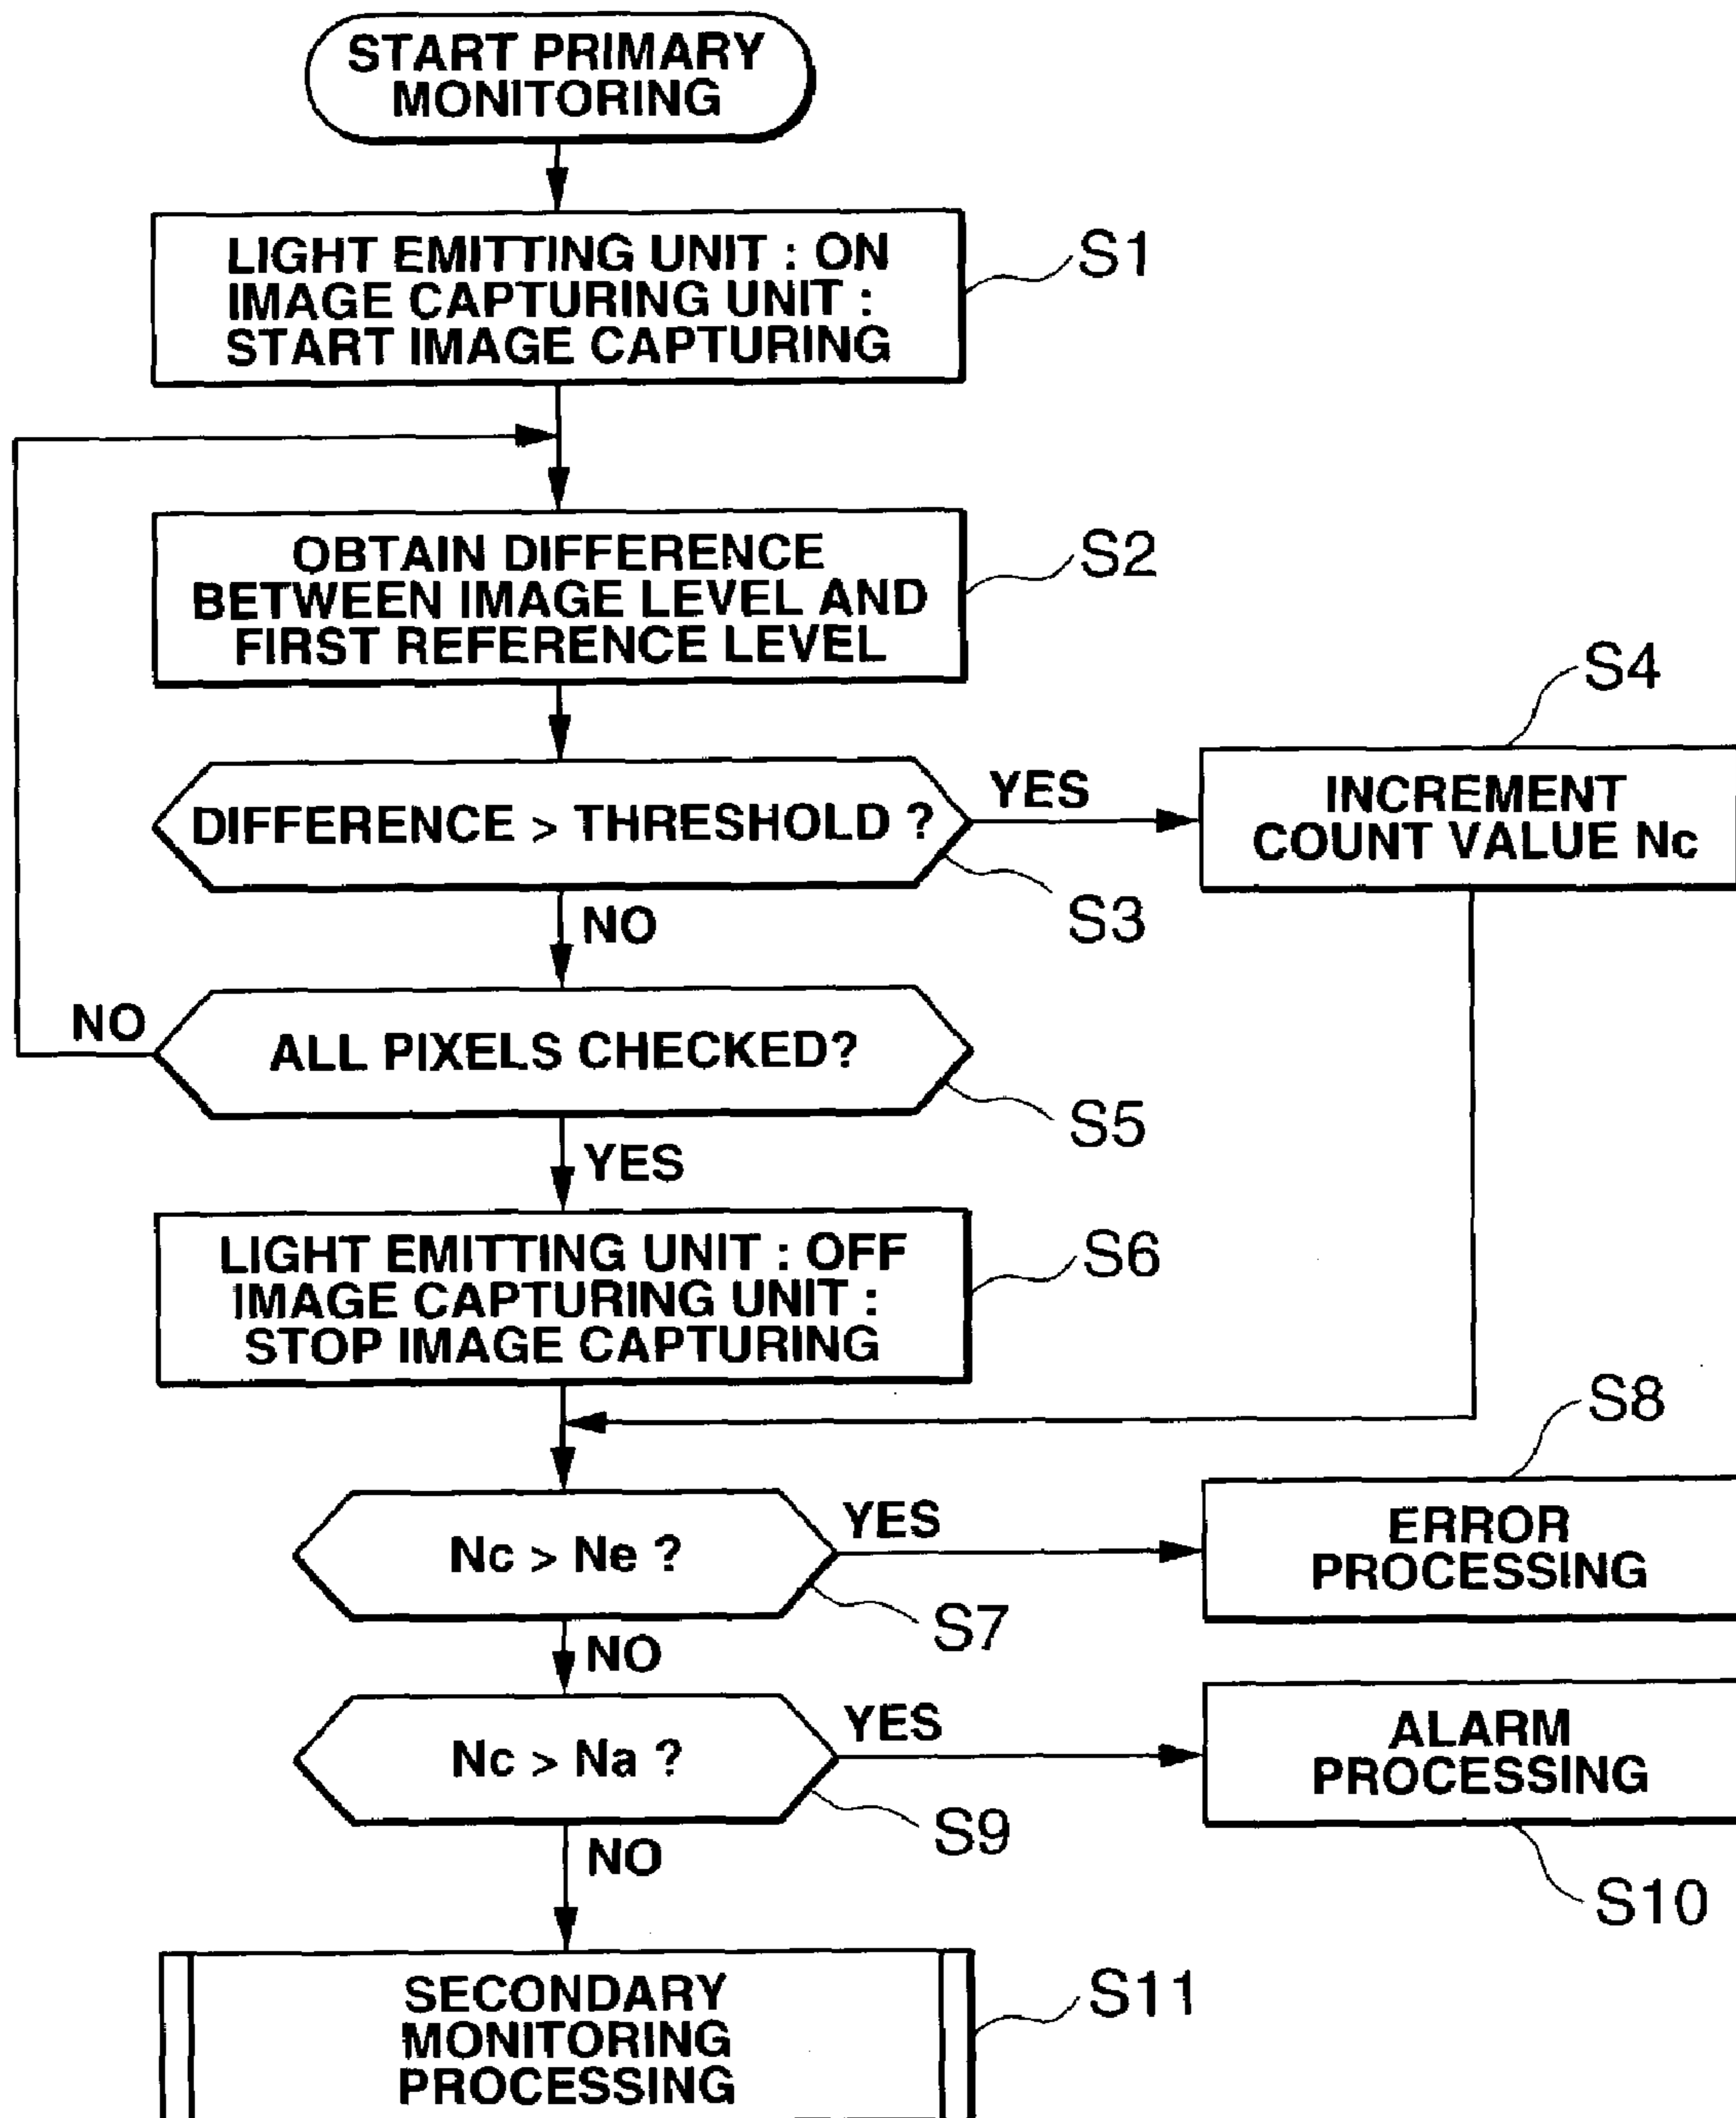 START PRIMARY
MONITORING
LIGHT EMITTING UNIT : ON
IMAGE CAPTURING UNIT :
START IMAGE CAPTURING
S1
OBTAIN DIFFERENCE
BETWEEN IMAGE LEVEL AND
FIRST REFERENCE LEVEL
S2
DIFFERENCE > THRESHOLD ?
YES
S3
NO
S4
INCREMENT
COUNT VALUE Nc
ALL PIXELS CHECKED?
NO
S5
YES
LIGHT EMITTING UNIT : OFF
IMAGE CAPTURING UNIT :
STOP IMAGE CAPTURING
S6
Nc > Ne ?
YES
S7
NO
S8
ERROR
PROCESSING
Nc > Na ?
YES
S9
NO
ALARM
PROCESSING
S10
SECONDARY
MONITORING
PROCESSING
S11